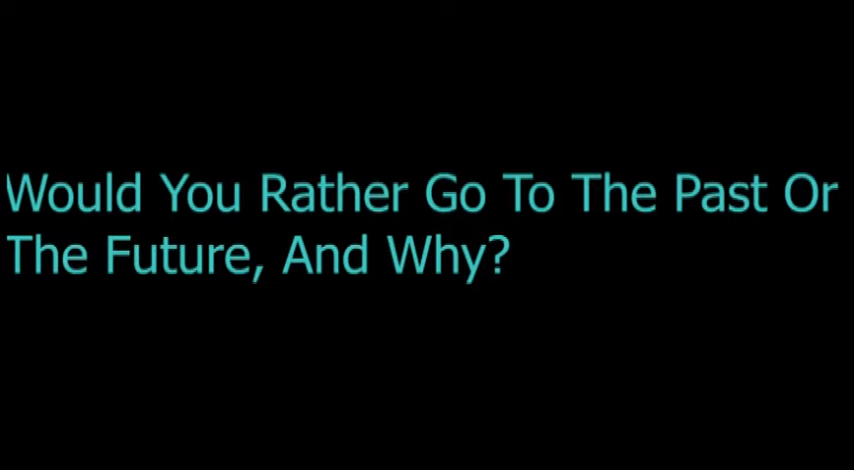 Would You Rather Go To The Past Or
The Future, And Why?